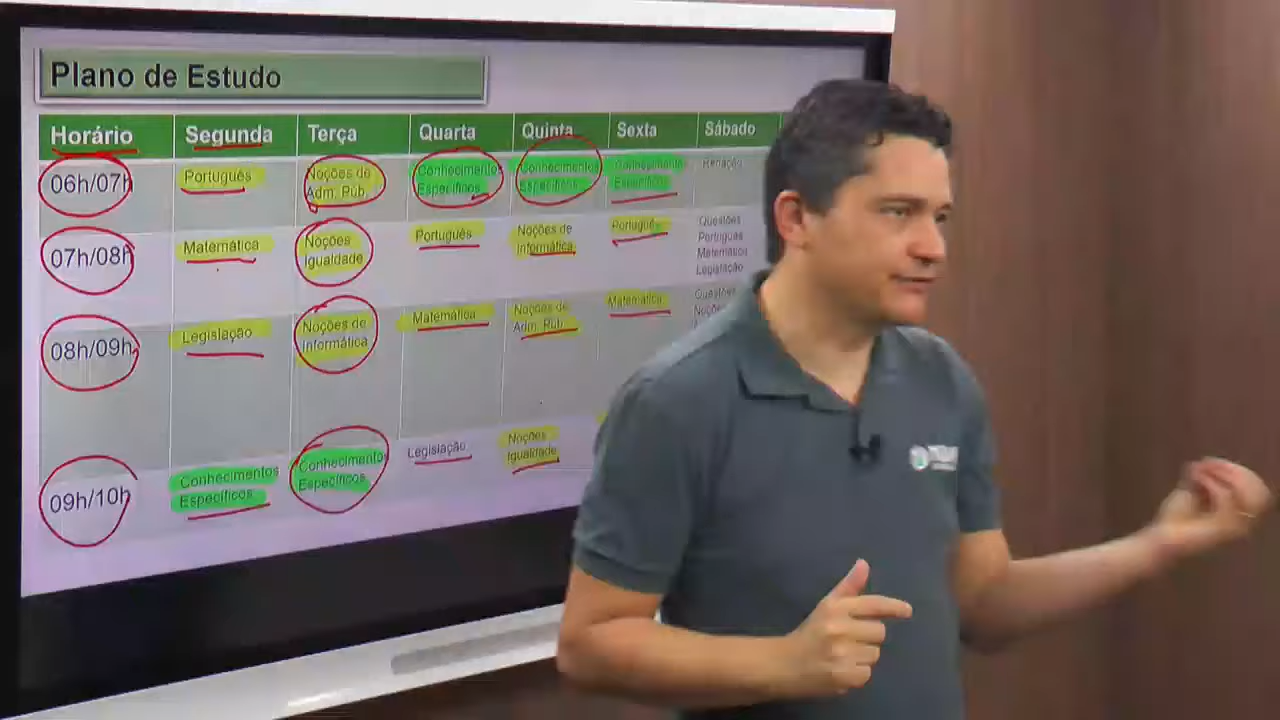 Plano de Estudo
Horário Segunda Terça Quarta Quinta Sexta Sábado
06h/07h Português Noções de Conhecimentos Conhecimentos Conhecimentos Redação
Adm. Púb. Específicos Específicos Específicos
07h/08h Matemática Noções Português Noções de Português Questões
Igualdade Informática Português
Matemática
Legislação
08h/09h Legislação Noções de Matemática Noções de Matemática Questões
Informática Adm. Púb.
09h/10h Conhecimentos Conhecimentos Legislação Noções
Específicos Específicos Igualdade